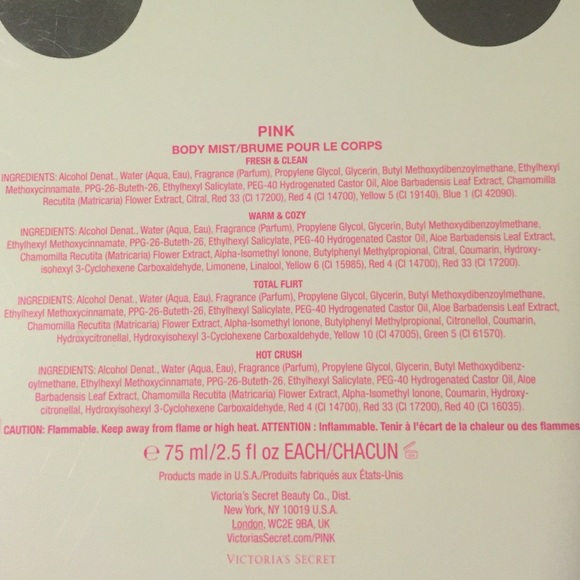 PINK
BODY MIST/BRUME POUR LE CORPS
FRESH & CLEAN
INGREDIENTS: Alcohol Denat., Water (Aqua, Eau), Fragrance (Parfum), Propylene Glycol, Glycerin, Butyl Methoxydibenzoylmethane, Ethylhexyl
Methoxycinnamate, PPG-26-Buteth-26, Ethylhexyl Salicylate, PEG-40 Hydrogenated Castor Oil, Aloe Barbadensis Leaf Extract, Chamomilla
Recutita (Matricaria) Flower Extract, Citral, Red 33 (CI 17200), Red 4 (CI 14700), Yellow 5 (CI 19140), Blue 1 (CI 42090).
WARM & COZY
INGREDIENTS: Alcohol Denat., Water (Aqua, Eau), Fragrance (Parfum), Propylene Glycol, Glycerin, Butyl Methoxydibenzoylmethane,
Ethylhexyl Methoxycinnamate, PPG-26-Buteth-26, Ethylhexyl Salicylate, PEG-40 Hydrogenated Castor Oil, Aloe Barbadensis Leaf Extract,
Chamomilla Recutita (Matricaria) Flower Extract, Alpha-Isomethyl Ionone, Butylphenyl Methylpropional, Citral, Coumarin, Hydroxy-
isohexyl 3-Cyclohexene Carboxaldehyde, Limonene, Linalool, Yellow 6 (CI 15985), Red 4 (CI 14700), Red 33 (CI 17200).
TOTAL FLIRT
INGREDIENTS: Alcohol Denat., Water (Aqua, Eau), Fragrance (Parfum), Propylene Glycol, Glycerin, Butyl Methoxydibenzoylmethane,
Ethylhexyl Methoxycinnamate, PPG-26-Buteth-26, Ethylhexyl Salicylate, PEG-40 Hydrogenated Castor Oil, Aloe Barbadensis Leaf Extract,
Chamomilla Recutita (Matricaria) Flower Extract, Alpha-Isomethyl Ionone, Butylphenyl Methylpropional, Citronellol, Coumarin,
Hydroxycitronellal, Hydroxyisohexyl 3-Cyclohexene Carboxaldehyde, Yellow 10 (CI 47005), Green 5 (CI 61570).
HOT CRUSH
INGREDIENTS: Alcohol Denat., Water (Aqua, Eau), Fragrance (Parfum), Propylene Glycol, Glycerin, Butyl Methoxydibenz-
oylmethane, Ethylhexyl Methoxycinnamate, PPG-26-Buteth-26, Ethylhexyl Salicylate, PEG-40 Hydrogenated Castor Oil, Aloe
Barbadensis Leaf Extract, Chamomilla Recutita (Matricaria) Flower Extract, Alpha-Isomethyl Ionone, Coumarin, Hydroxy-
citronellal, Hydroxyisohexyl 3-Cyclohexene Carboxaldehyde, Red 4 (CI 14700), Red 33 (CI 17200), Red 40 (CI 16035).
CAUTION: Flammable. Keep away from flame or high heat. ATTENTION : Inflammable. Tenir à l'écart de la chaleur ou des flammes
℮ 75 ml/2.5 fl oz EACH/CHACUN
Products made in U.S.A./Produits fabriqués aux États-Unis
Victoria's Secret Beauty Co., Dist.
New York, NY 10019 U.S.A.
London, WC2E 9BA, UK
VictoriasSecret.com/PINK
VICTORIA'S SECRET